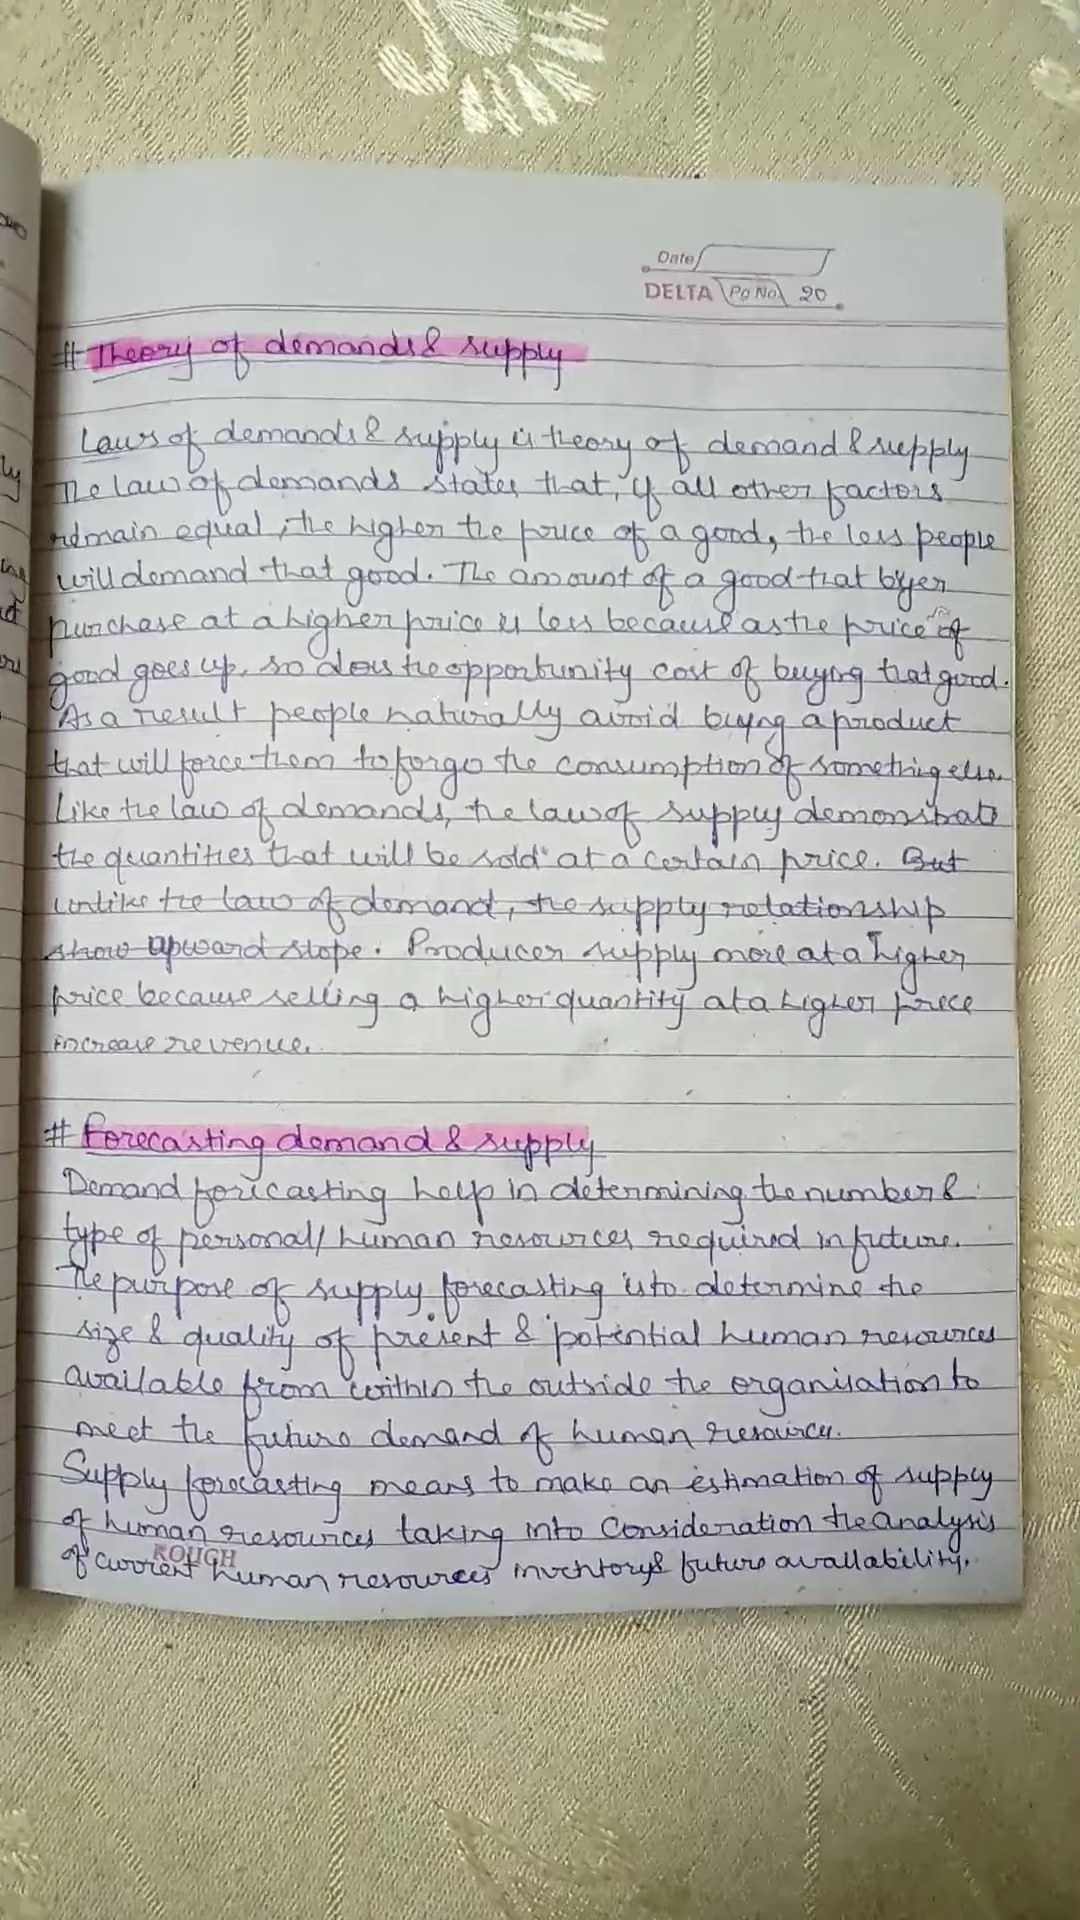 Date
DELTA Pg No. 20
# Theory of demands & supply
Laws of demands & supply is theory of demand & supply
The law of demands states that, if all other factors
remain equal, the higher the price of a good, the less people
will demand that good. The amount of a good that byer
purchase at a higher price is less because as the price of
good goes up, so does the opportunity cost of buying that good.
As a result people naturally avoid buying a product
that will force them to forgo the consumption of something else.
Like the law of demands, the law of supply demonstrate
the quantities that will be sold at a certain price. But
unlike the law of demand, the supply relationship
show upward slope. Producer supply more at a higher
price because selling a higher quantity at a higher price
increase revenue.
# Forecasting demand & supply
Demand forecasting help in determining the number &
type of personal/human resources required in future.
The purpose of supply forecasting is to determine the
size & quality of present & potential human resources
available from within the outside the organisation to
meet the future demand of human resource.
Supply forecasting means to make an estimation of supply
of human resources taking into consideration the analysis
of current human resources inventory & future availability.
ROUGH
ly